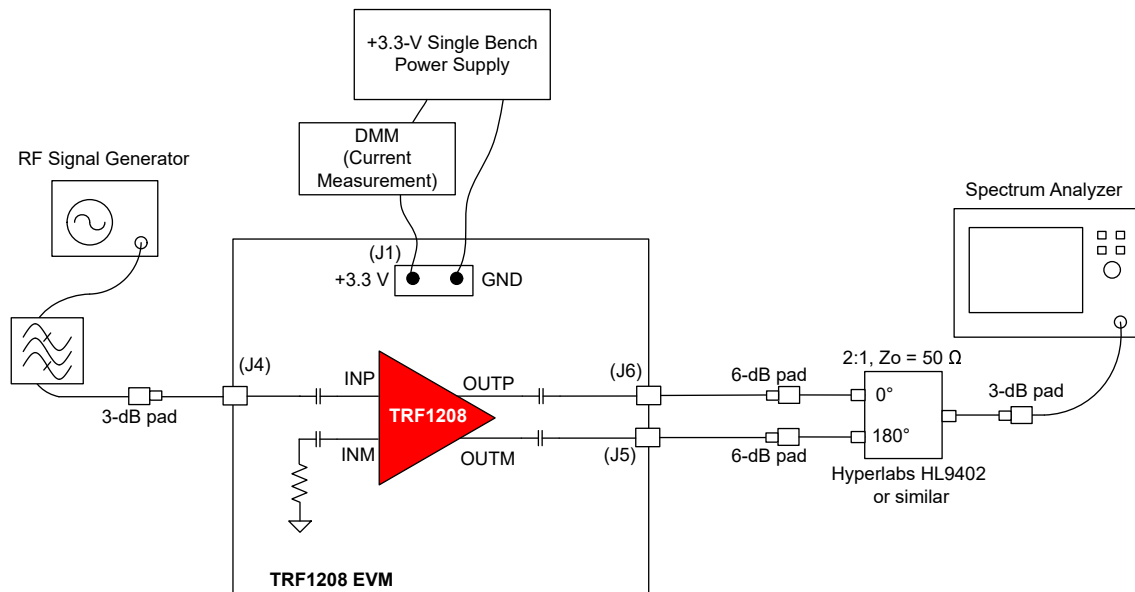 +3.3-V Single Bench
Power Supply
DMM
(Current
Measurement)
RF Signal Generator
Spectrum Analyzer
(J1)
+3.3 V
GND
(J4)
3-dB pad
INP
INM
TRF1208
OUTP
OUTM
(J6)
(J5)
6-dB pad
6-dB pad
2:1, Zo = 50 Ω
0°
180°
Hyperlabs HL9402
or similar
3-dB pad
TRF1208 EVM